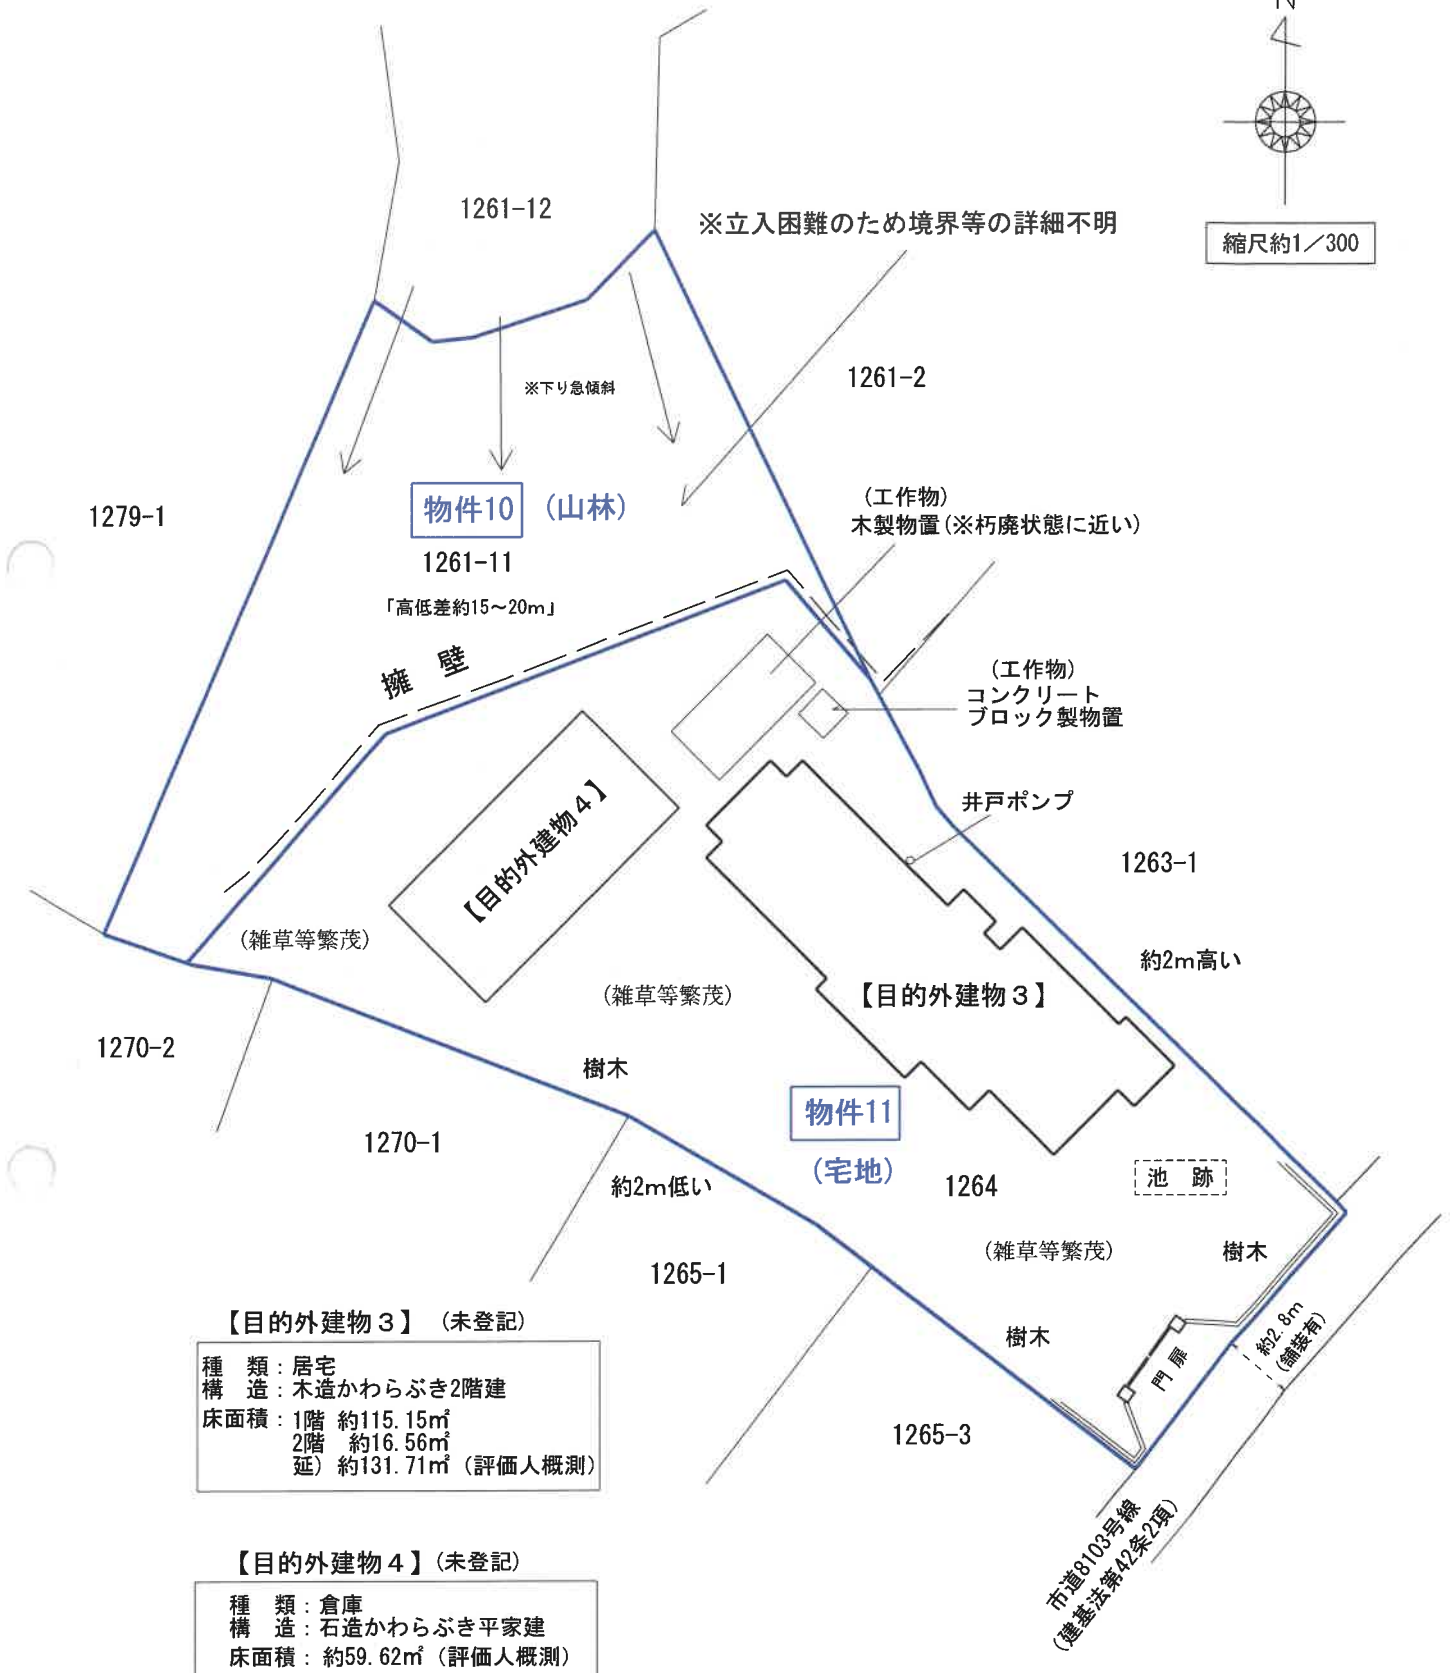 N
縮尺約1／300
1261-12
※立入困難のため境界等の詳細不明
1261-2
※下り急傾斜
1279-1
物件10
(山林)
1261-11
「高低差約15〜20m」
擁壁
(工作物)
木製物置(※朽廃状態に近い)
(工作物)
コンクリート
ブロック製物置
井戸ポンプ
1263-1
約2m高い
【目的外建物４】
(雑草等繁茂)
(雑草等繁茂)
【目的外建物３】
1270-2
樹木
1270-1
物件11
(宅地)
1264
池 跡
約2m低い
(雑草等繁茂)
樹木
1265-1
樹木
門扉
約2.8m
(舗装有)
1265-3
市道8103号線
(建基法第42条2項)
【目的外建物３】 (未登記)
種 類：居宅
構 造：木造かわらぶき2階建
床面積：1階 約115.15㎡
2階 約16.56㎡
延) 約131.71㎡ (評価人概測)
【目的外建物４】(未登記)
種 類：倉庫
構 造：石造かわらぶき平家建
床面積：約59.62㎡ (評価人概測)